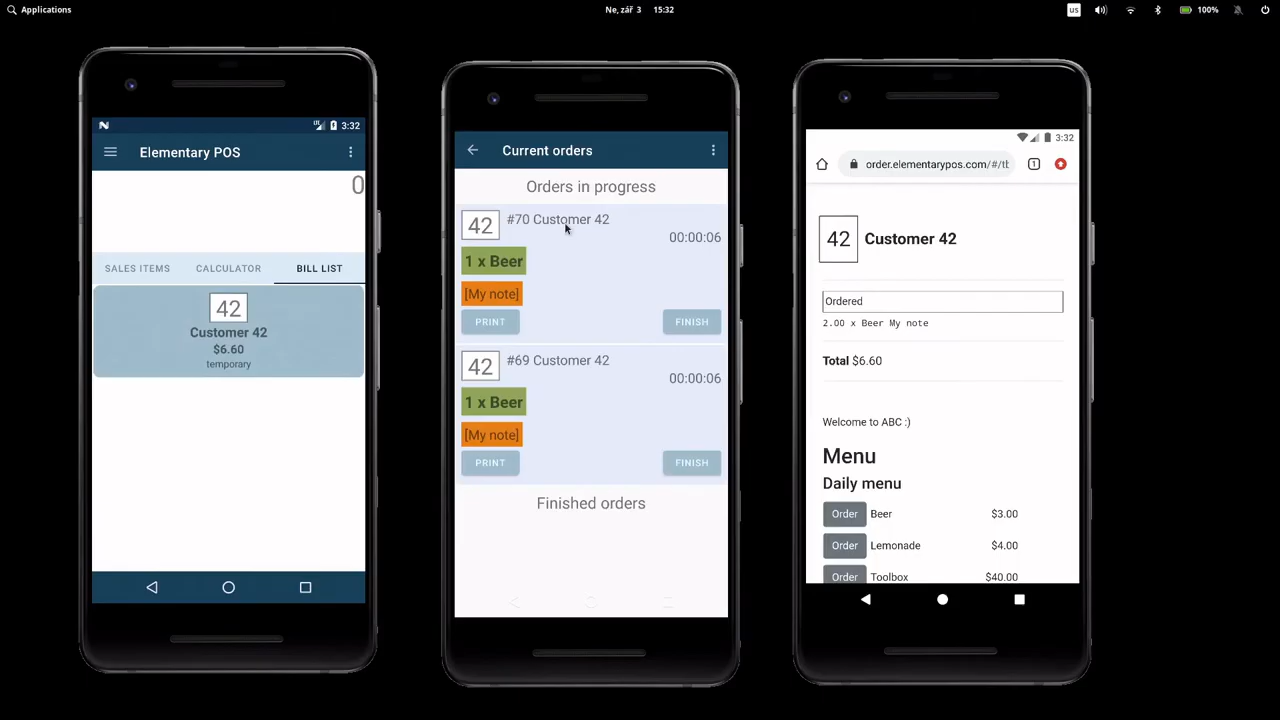 Applications
Ne, zář 3 15:32
us
100%
3:32
Elementary POS
0
SALES ITEMS CALCULATOR BILL LIST
42
Customer 42
$6.60
temporary
Current orders
Orders in progress
42 #70 Customer 42
00:00:06
1 x Beer
[My note]
PRINT FINISH
42 #69 Customer 42
00:00:06
1 x Beer
[My note]
PRINT FINISH
Finished orders
3:32
order.elementarypos.com/#/tb
1
42 Customer 42
Ordered
2.00 x Beer My note
Total $6.60
Welcome to ABC :)
Menu
Daily menu
Order Beer $3.00
Order Lemonade $4.00
Order Toolbox $40.00